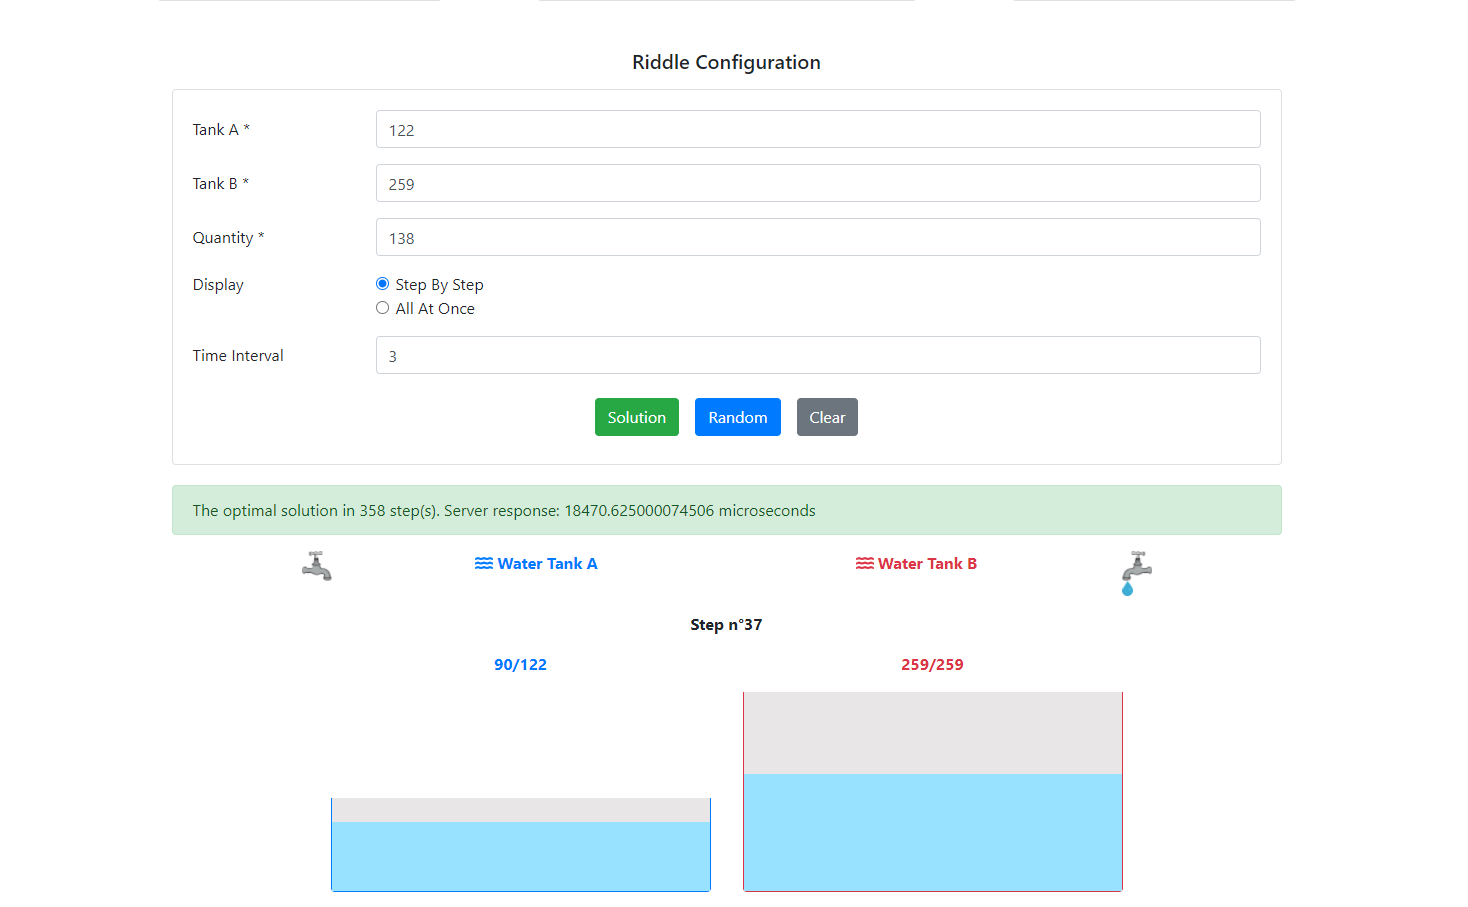 Riddle Configuration
Tank A *
122
Tank B *
259
Quantity *
138
Display
Step By Step
All At Once
Time Interval
3
Solution Random Clear
The optimal solution in 358 step(s). Server response: 18470.625000074506 microseconds
Water Tank A
Water Tank B
Step n°37
90/122
259/259